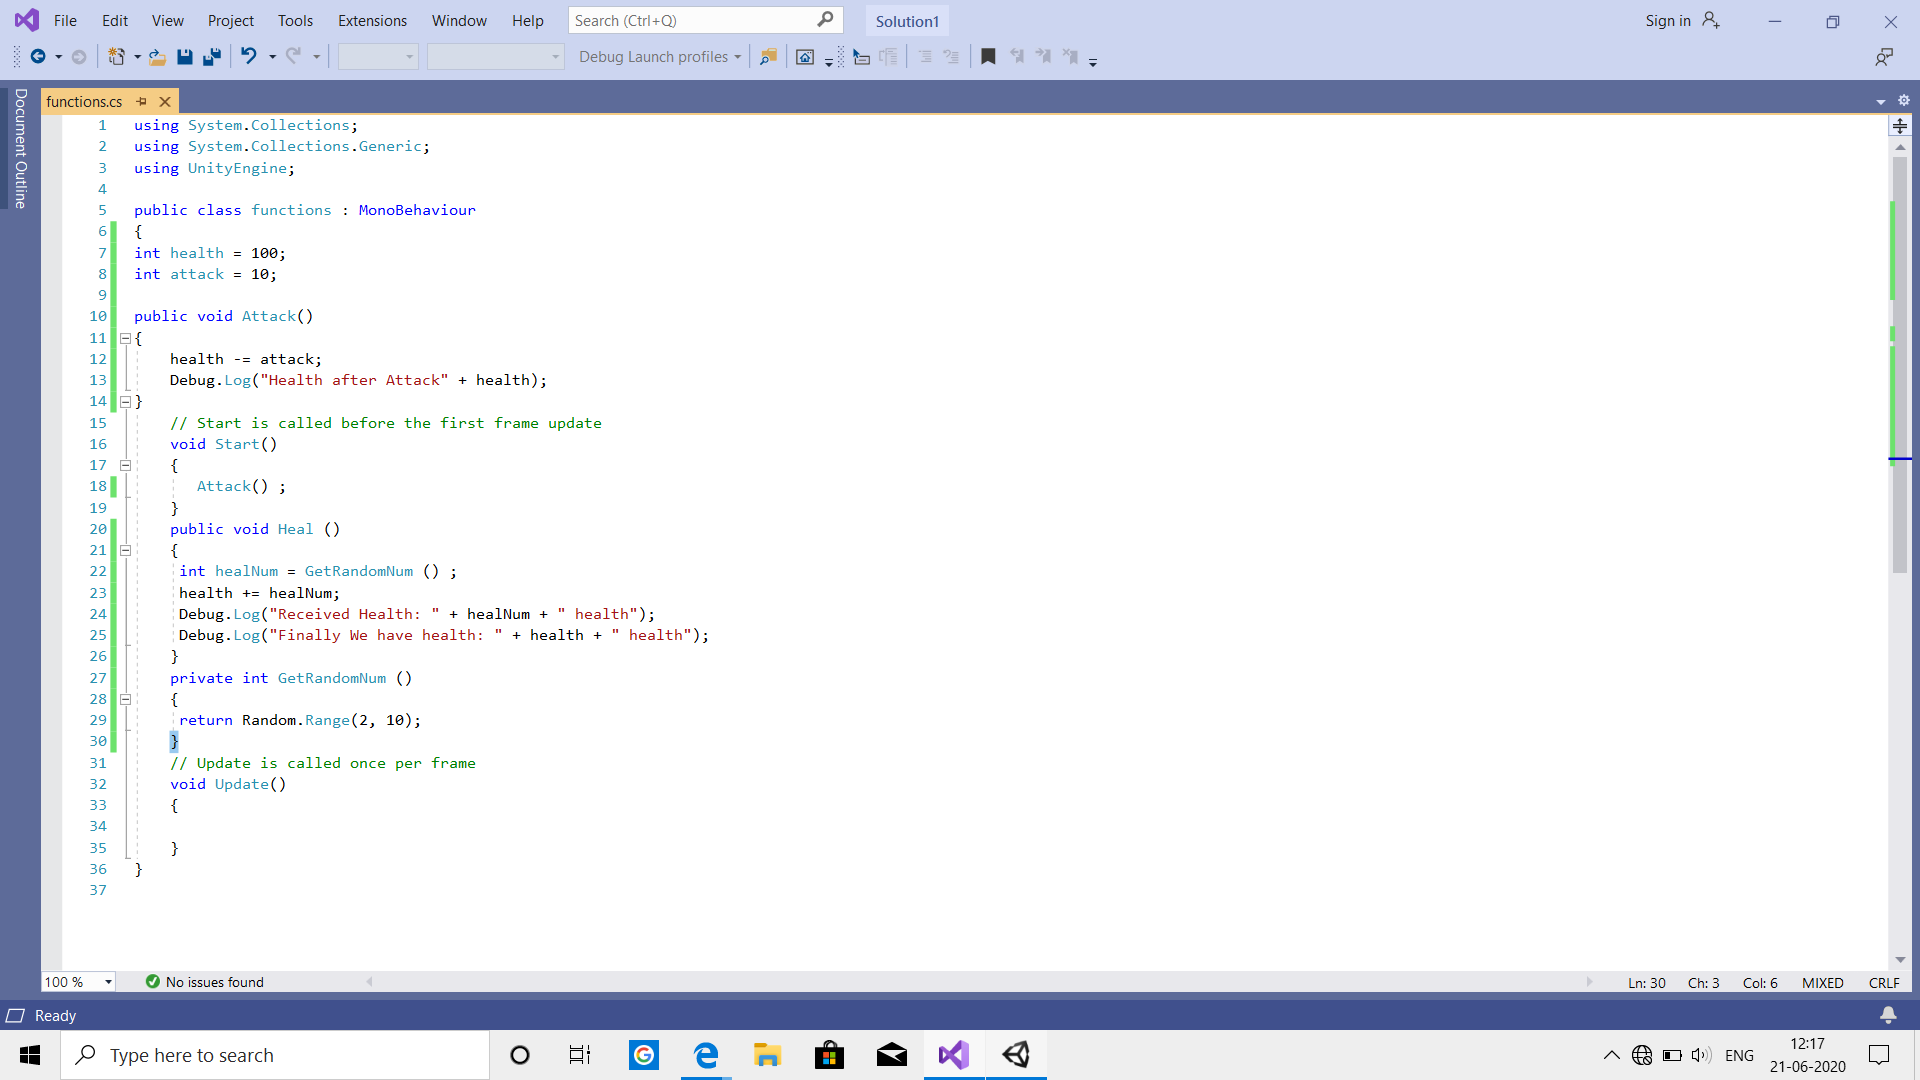 File Edit View Project Tools Extensions Window Help Search (Ctrl+Q) Solution1 Sign in
Debug Launch profiles
Document Outline
functions.cs
1 using System.Collections;
2 using System.Collections.Generic;
3 using UnityEngine;
4
5 public class functions : MonoBehaviour
6 {
7 int health = 100;
8 int attack = 10;
9
10 public void Attack()
11 {
12 health -= attack;
13 Debug.Log("Health after Attack" + health);
14 }
15 // Start is called before the first frame update
16 void Start()
17 {
18 Attack() ;
19 }
20 public void Heal ()
21 {
22 int healNum = GetRandomNum () ;
23 health += healNum;
24 Debug.Log("Received Health: " + healNum + " health");
25 Debug.Log("Finally We have health: " + health + " health");
26 }
27 private int GetRandomNum ()
28 {
29 return Random.Range(2, 10);
30 }
31 // Update is called once per frame
32 void Update()
33 {
34
35 }
36 }
37
100 % No issues found Ln: 30 Ch: 3 Col: 6 MIXED CRLF
Ready
Type here to search ENG 12:17
21-06-2020